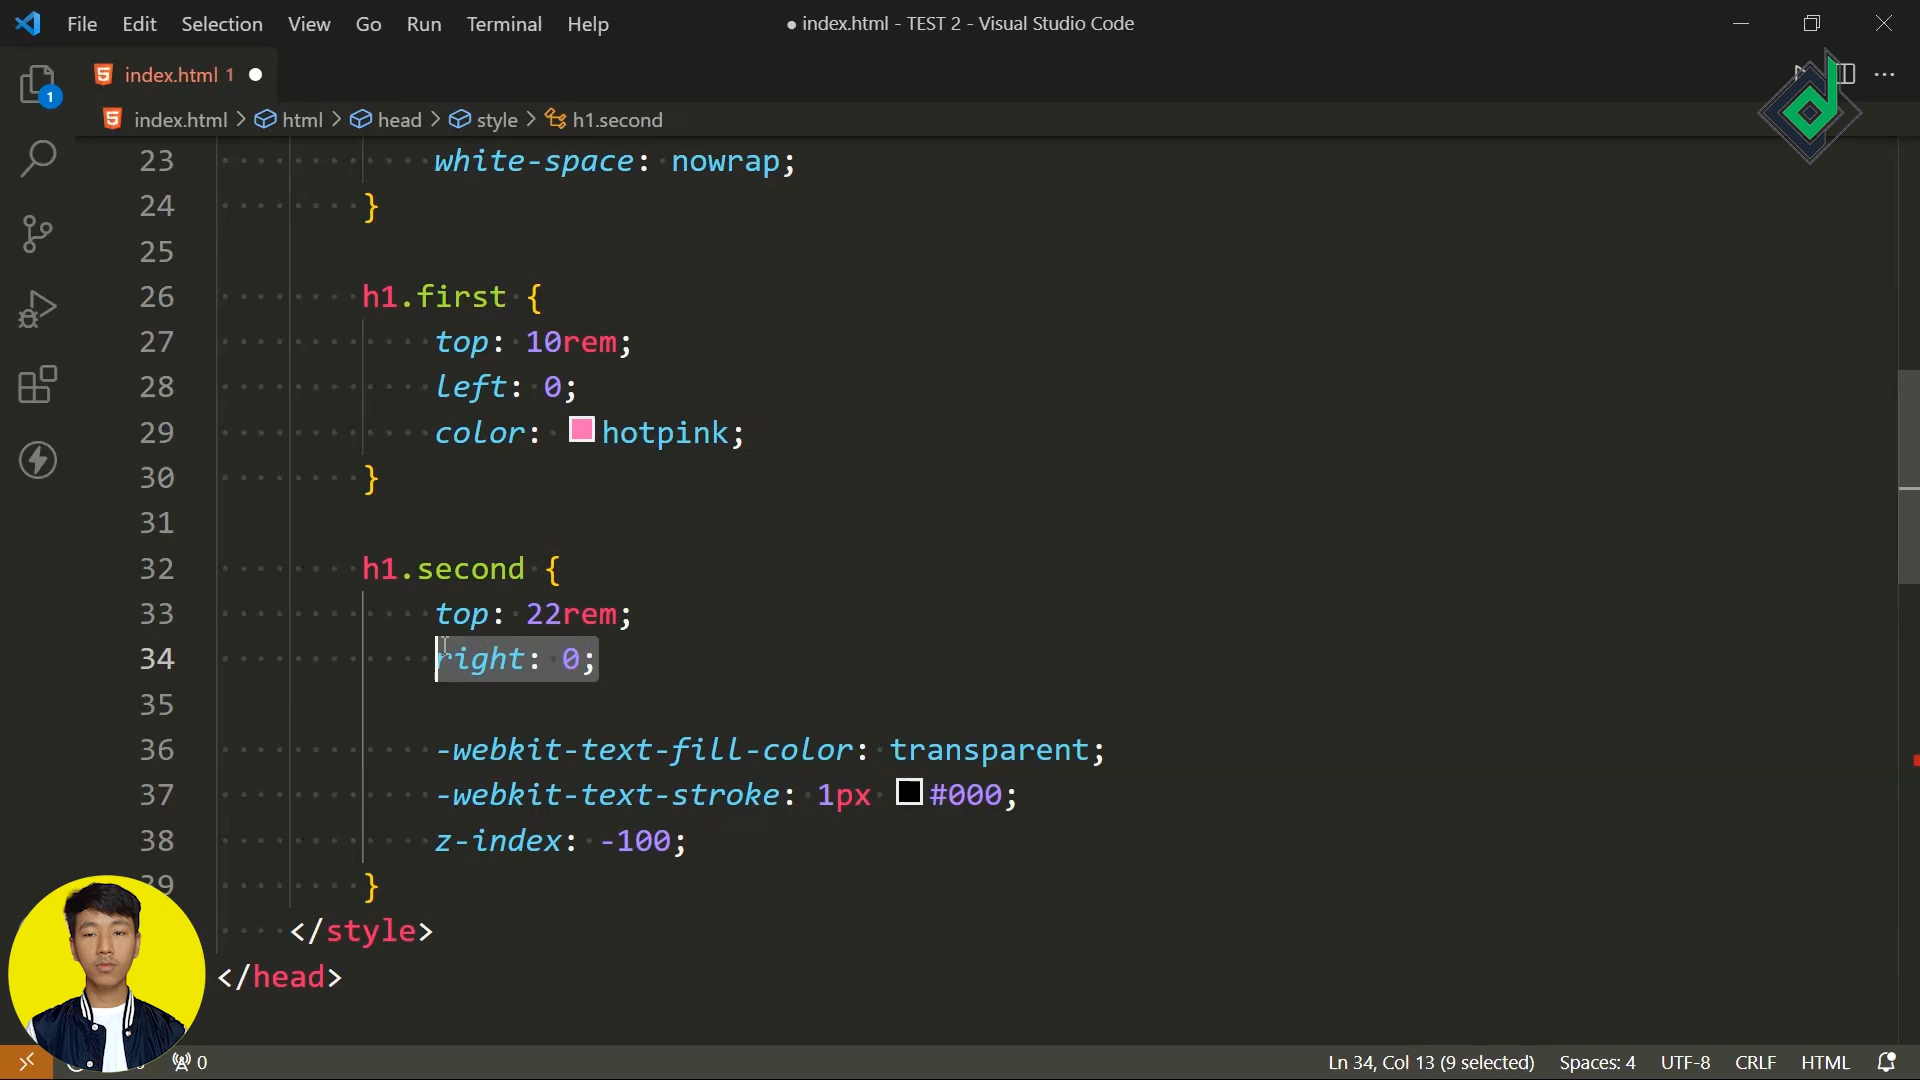 File Edit Selection View Go Run Terminal Help
● index.html - TEST 2 - Visual Studio Code
index.html 1
index.html > html > head > style > h1.second
1
23 white-space: nowrap;
24 }
25
26 h1.first {
27 top: 10rem;
28 left: 0;
29 color: hotpink;
30 }
31
32 h1.second {
33 top: 22rem;
34 right: 0;
35
36 -webkit-text-fill-color: transparent;
37 -webkit-text-stroke: 1px #000;
38 z-index: -100;
39 }
</style>
</head>
0
Ln 34, Col 13 (9 selected) Spaces: 4 UTF-8 CRLF HTML